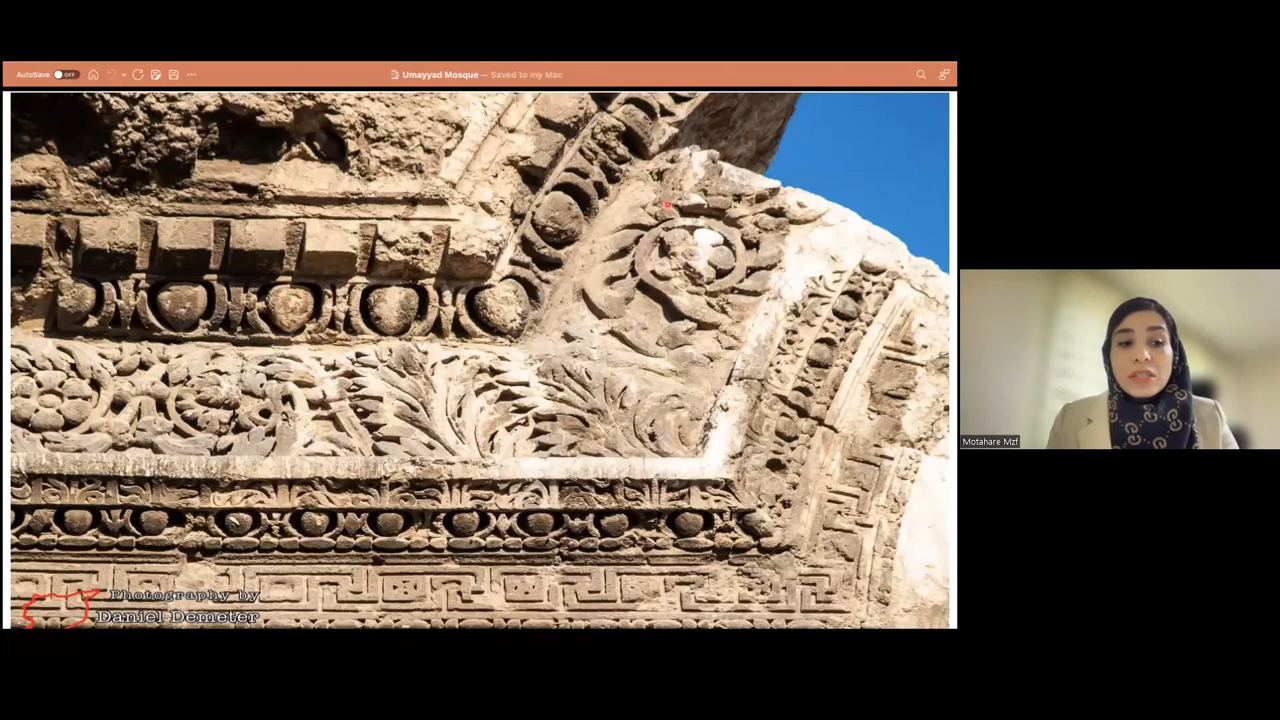 AutoSave OFF
Umayyad Mosque — Saved to my Mac
Motahare Mzf
Photography by
Daniel Demeter